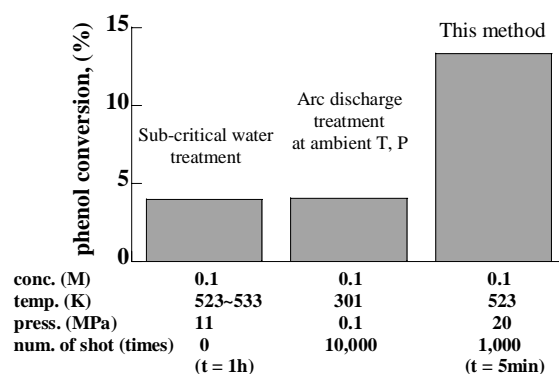 phenol conversion, (%)
15
10
5
0
Sub-critical water
treatment
Arc discharge
treatment
at ambient T, P
This method
conc. (M) 0.1 0.1 0.1
temp. (K) 523~533 301 523
press. (MPa) 11 0.1 20
num. of shot (times) 0 10,000 1,000
(t = 1h) (t = 5min)